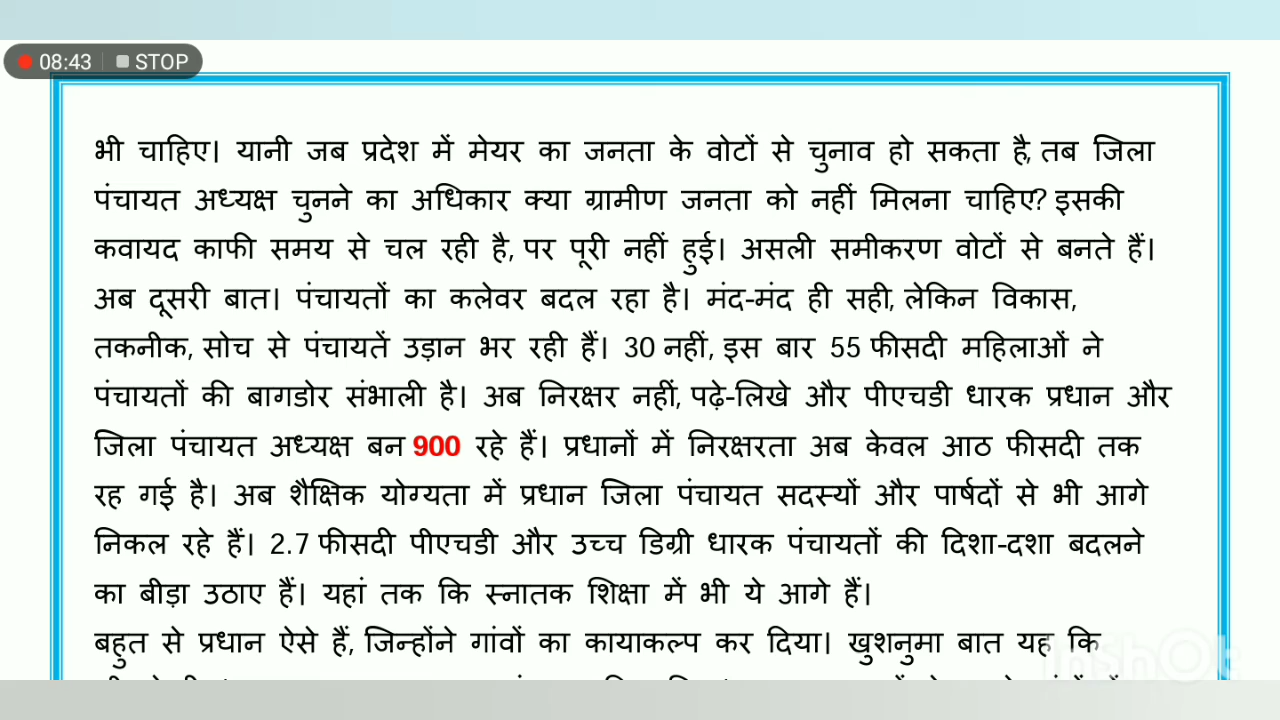 08:43 STOP
भी चाहिए। यानी जब प्रदेश में मेयर का जनता के वोटों से चुनाव हो सकता है, तब जिला
पंचायत अध्यक्ष चुनने का अधिकार क्या ग्रामीण जनता को नहीं मिलना चाहिए? इसकी
कवायद काफी समय से चल रही है, पर पूरी नहीं हुई। असली समीकरण वोटों से बनते हैं।
अब दूसरी बात। पंचायतों का कलेवर बदल रहा है। मंद-मंद ही सही, लेकिन विकास,
तकनीक, सोच से पंचायतें उड़ान भर रही हैं। 30 नहीं, इस बार 55 फीसदी महिलाओं ने
पंचायतों की बागडोर संभाली है। अब निरक्षर नहीं, पढ़े-लिखे और पीएचडी धारक प्रधान और
जिला पंचायत अध्यक्ष बन 900 रहे हैं। प्रधानों में निरक्षरता अब केवल आठ फीसदी तक
रह गई है। अब शैक्षिक योग्यता में प्रधान जिला पंचायत सदस्यों और पार्षदों से भी आगे
निकल रहे हैं। 2.7 फीसदी पीएचडी और उच्च डिग्री धारक पंचायतों की दिशा-दशा बदलने
का बीड़ा उठाए हैं। यहां तक कि स्नातक शिक्षा में भी ये आगे हैं।
बहुत से प्रधान ऐसे हैं, जिन्होंने गांवों का कायाकल्प कर दिया। खुशनुमा बात यह कि
InShOt